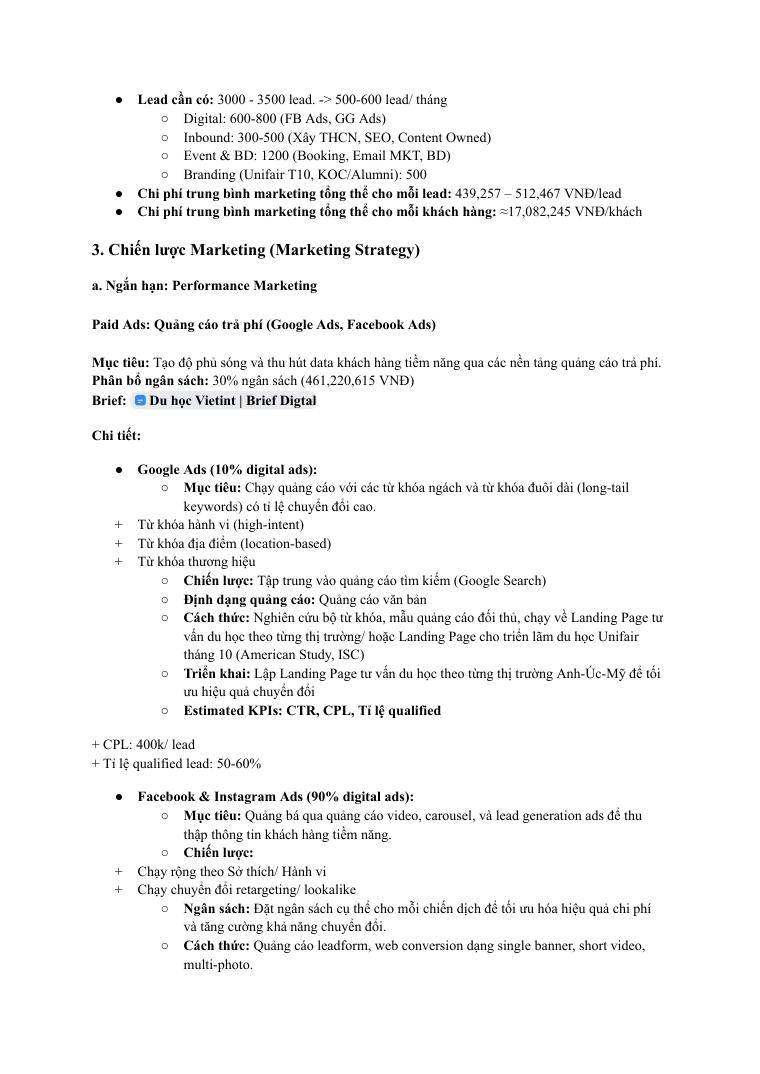 ● Lead cần có: 3000 - 3500 lead. -> 500-600 lead/ tháng
○ Digital: 600-800 (FB Ads, GG Ads)
○ Inbound: 300-500 (Xây THCN, SEO, Content Owned)
○ Event & BD: 1200 (Booking, Email MKT, BD)
○ Branding (Unifair T10, KOC/Alumni): 500
● Chi phí trung bình marketing tổng thể cho mỗi lead: 439,257 – 512,467 VNĐ/lead
● Chi phí trung bình marketing tổng thể cho mỗi khách hàng: ≈17,082,245 VNĐ/khách
3. Chiến lược Marketing (Marketing Strategy)
a. Ngắn hạn: Performance Marketing
Paid Ads: Quảng cáo trả phí (Google Ads, Facebook Ads)
Mục tiêu: Tạo độ phủ sóng và thu hút data khách hàng tiềm năng qua các nền tảng quảng cáo trả phí.
Phân bổ ngân sách: 30% ngân sách (461,220,615 VNĐ)
Brief: Du học Vietint | Brief Digtal
Chi tiết:
● Google Ads (10% digital ads):
○ Mục tiêu: Chạy quảng cáo với các từ khóa ngách và từ khóa đuôi dài (long-tail
keywords) có tỉ lệ chuyển đổi cao.
+ Từ khóa hành vi (high-intent)
+ Từ khóa địa điểm (location-based)
+ Từ khóa thương hiệu
○ Chiến lược: Tập trung vào quảng cáo tìm kiếm (Google Search)
○ Định dạng quảng cáo: Quảng cáo văn bản
○ Cách thức: Nghiên cứu bộ từ khóa, mẫu quảng cáo đối thủ, chạy về Landing Page tư
vấn du học theo từng thị trường/ hoặc Landing Page cho triển lãm du học Unifair
tháng 10 (American Study, ISC)
○ Triển khai: Lập Landing Page tư vấn du học theo từng thị trường Anh-Úc-Mỹ để tối
ưu hiệu quả chuyển đổi
○ Estimated KPIs: CTR, CPL, Tỉ lệ qualified
+ CPL: 400k/ lead
+ Tỉ lệ qualified lead: 50-60%
● Facebook & Instagram Ads (90% digital ads):
○ Mục tiêu: Quảng bá qua quảng cáo video, carousel, và lead generation ads để thu
thập thông tin khách hàng tiềm năng.
○ Chiến lược:
+ Chạy rộng theo Sở thích/ Hành vi
+ Chạy chuyển đổi retargeting/ lookalike
○ Ngân sách: Đặt ngân sách cụ thể cho mỗi chiến dịch để tối ưu hóa hiệu quả chi phí
và tăng cường khả năng chuyển đổi.
○ Cách thức: Quảng cáo leadform, web conversion dạng single banner, short video,
multi-photo.